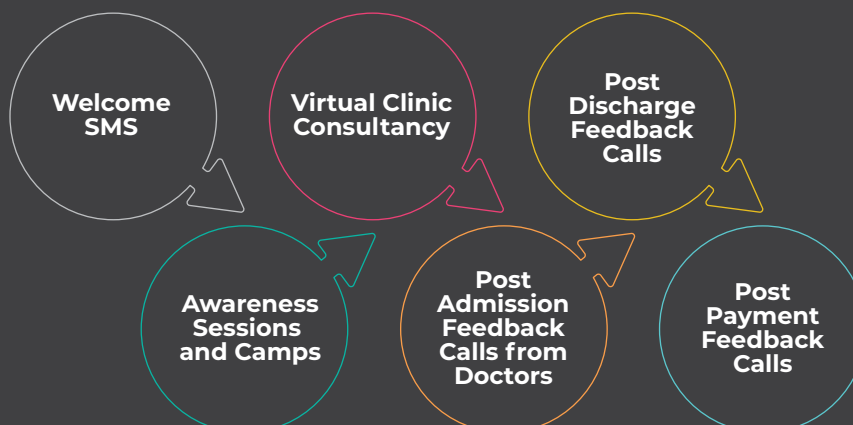 Welcome
SMS
Awareness
Sessions
and Camps
Virtual Clinic
Consultancy
Post
Admission
Feedback
Calls from
Doctors
Post
Discharge
Feedback
Calls
Post
Payment
Feedback
Calls